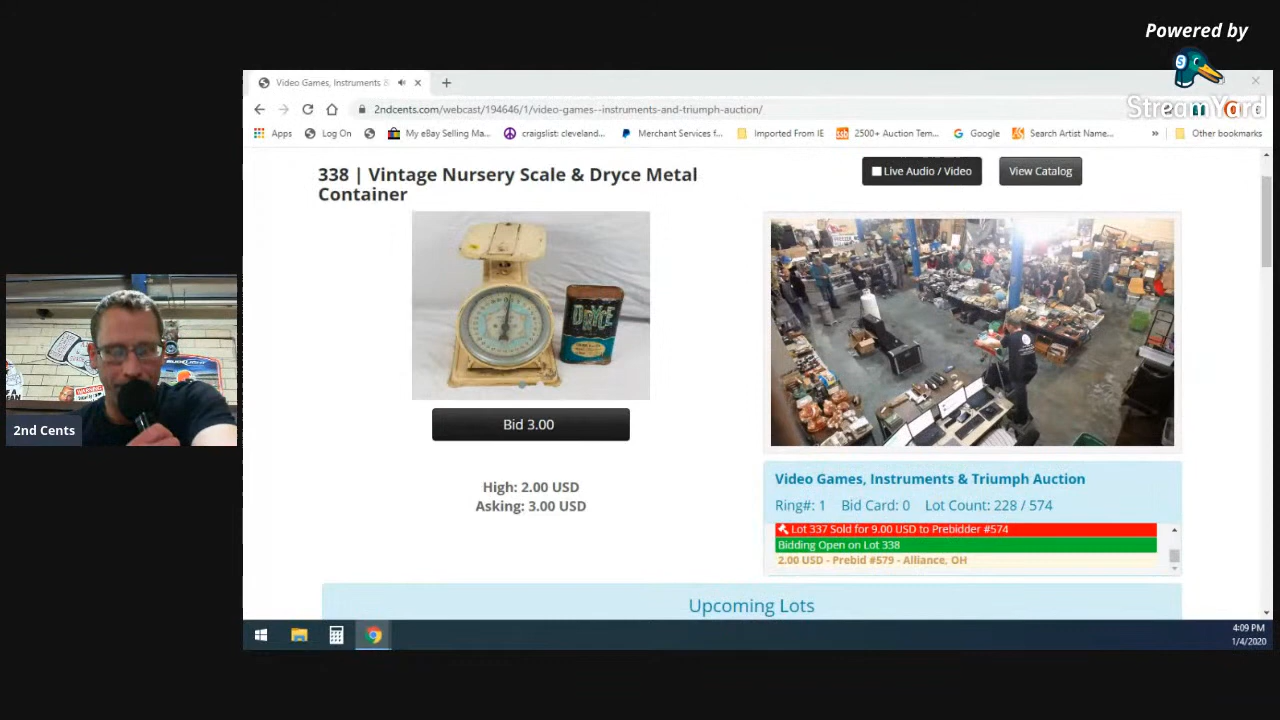 Powered by
StreamYard
Video Games, Instruments &
2ndcents.com/webcast/194646/1/video-games--instruments-and-triumph-auction/
Apps
Log On
My eBay Selling Ma...
craigslist: cleveland...
Merchant Services f...
Imported From IE
2500+ Auction Tem...
Google
Search Artist Name...
»
Other bookmarks
338 | Vintage Nursery Scale & Dryce Metal
Container
Live Audio / Video
View Catalog
DRYCE
Bid 3.00
High: 2.00 USD
Asking: 3.00 USD
WARNING
2nd Cents
Video Games, Instruments & Triumph Auction
Ring#: 1 Bid Card: 0 Lot Count: 228 / 574
Lot 337 Sold for 9.00 USD to Prebidder #574
Bidding Open on Lot 338
2.00 USD - Prebid #579 - Alliance, OH
Upcoming Lots
4:09 PM
1/4/2020